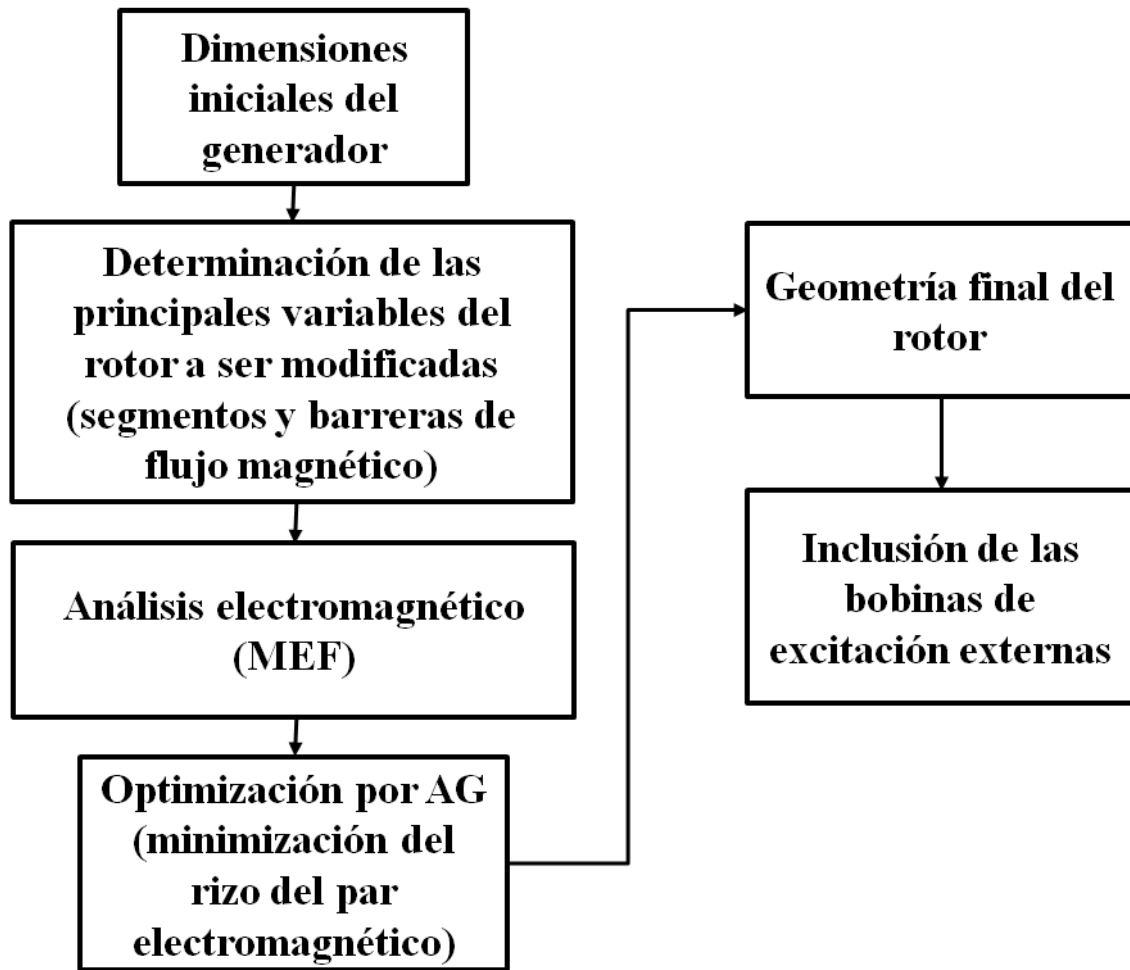 Dimensiones
iniciales del
generador
Determinación de las
principales variables del
rotor a ser modificadas
(segmentos y barreras de
flujo magnético)
Análisis electromagnético
(MEF)
Optimización por AG
(minimización del
rizo del par
electromagnético)
Geometría final del
rotor
Inclusión de las
bobinas de
excitación externas